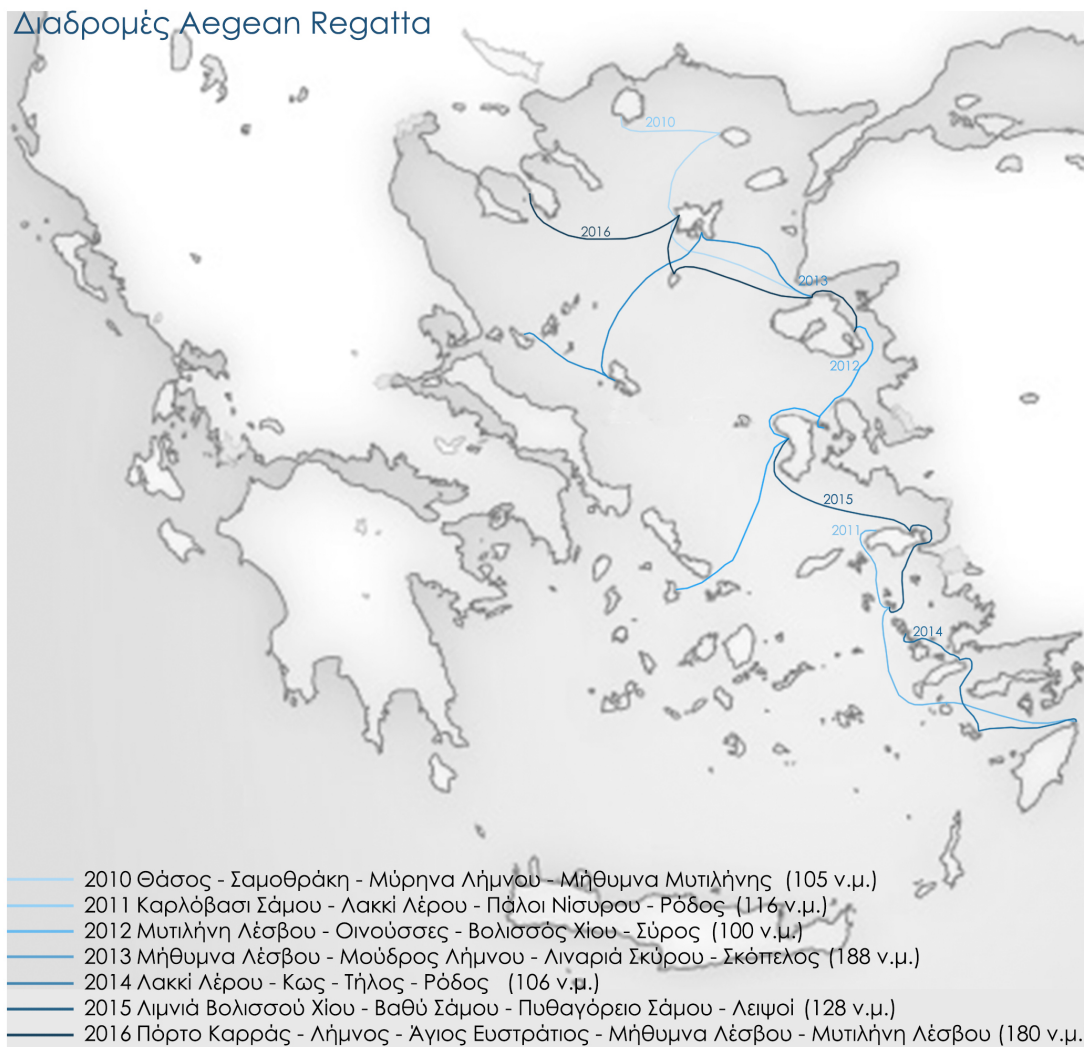 Διαδρομές Aegean Regatta
2010
2016
2013
2012
2015
2011
2014
2010 Θάσος - Σαμοθράκη - Μύρηνα Λήμνου - Μήθυμνα Μυτιλήνης (105 ν.μ.)
2011 Καρλόβασι Σάμου - Λακκί Λέρου - Πάλοι Νίσυρου - Ρόδος (116 ν.μ.)
2012 Μυτιλήνη Λέσβου - Οινούσσες - Βολισσός Χίου - Σύρος (100 ν.μ.)
2013 Μήθυμνα Λέσβου - Μούδρος Λήμνου - Λιναριά Σκύρου - Σκόπελος (188 ν.μ.)
2014 Λακκί Λέρου - Κως - Τήλος - Ρόδος (106 ν.μ.)
2015 Λιμνιά Βολισσού Χίου - Βαθύ Σάμου - Πυθαγόρειο Σάμου - Λειψοί (128 ν.μ.)
2016 Πόρτο Καρράς - Λήμνος - Άγιος Ευστράτιος - Μήθυμνα Λέσβου - Μυτιλήνη Λέσβου (180 ν.μ.